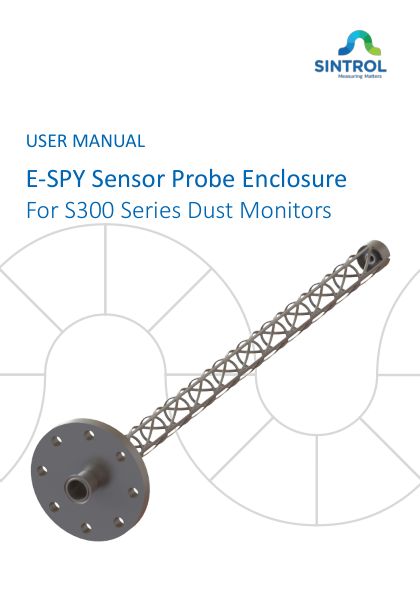 SINTROL
Measuring Matters
USER MANUAL
E-SPY Sensor Probe Enclosure
For S300 Series Dust Monitors